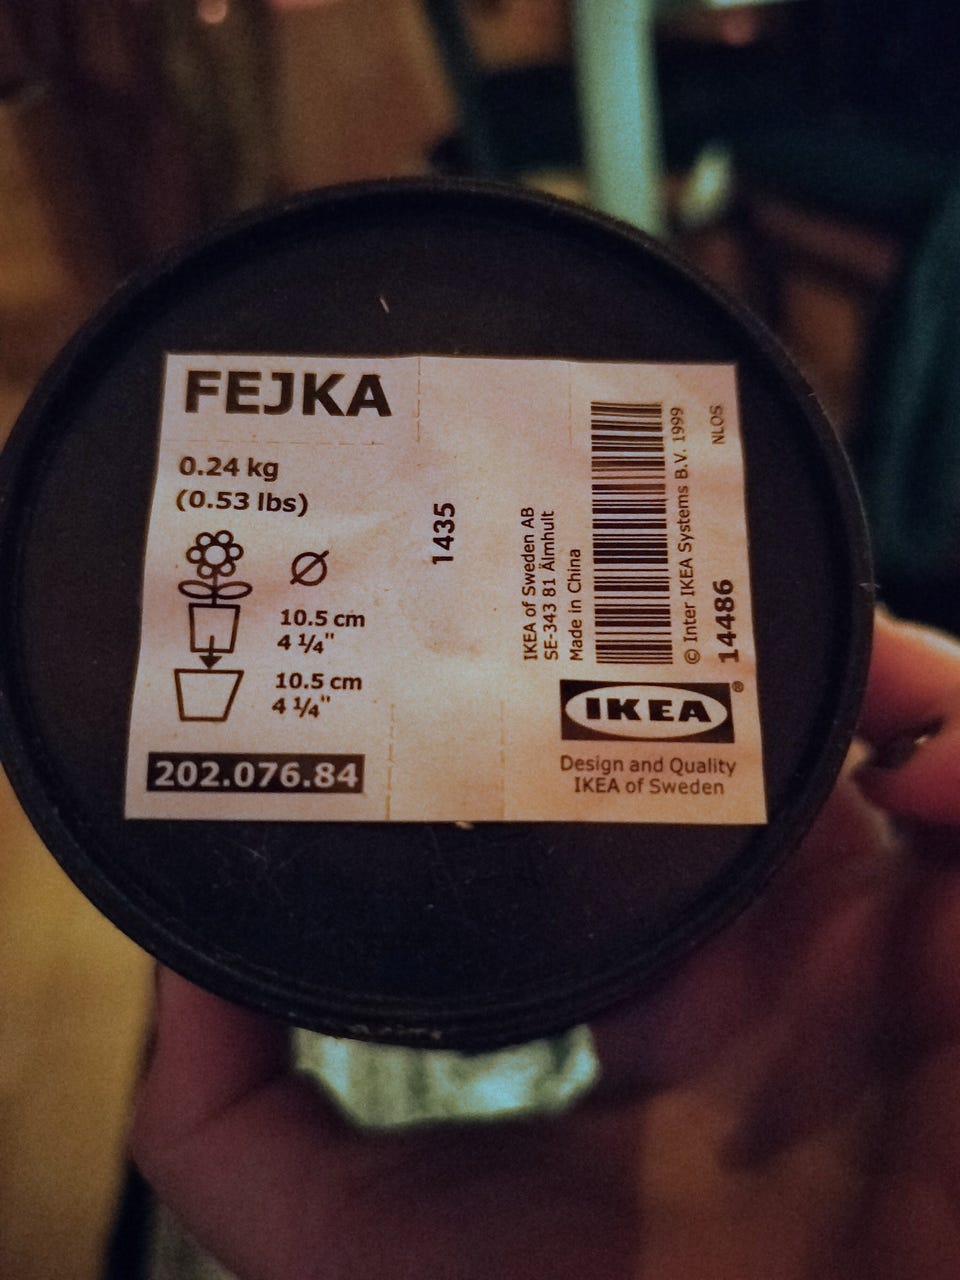 FEJKA
0.24 kg
(0.53 lbs)
Ø
10.5 cm
4 1/4"
10.5 cm
4 1/4"
202.076.84
1435
IKEA of Sweden AB
SE-343 81 Älmhult
Made in China
© Inter IKEA Systems B.V. 1999
NLOS
14486
IKEA®
Design and Quality
IKEA of Sweden